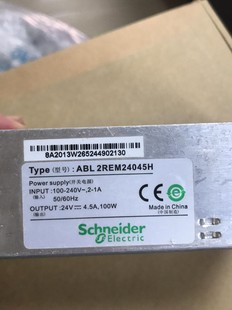 8A2013W265244902130
Type (型号): ABL 2REM24045H
Power supply (开关电源)
INPUT :100-240V~,2-1A
(输入) 50/60Hz
OUTPUT :24V⎓ 4.5A,100W
(输出)
Made in China
Schneider
Electric